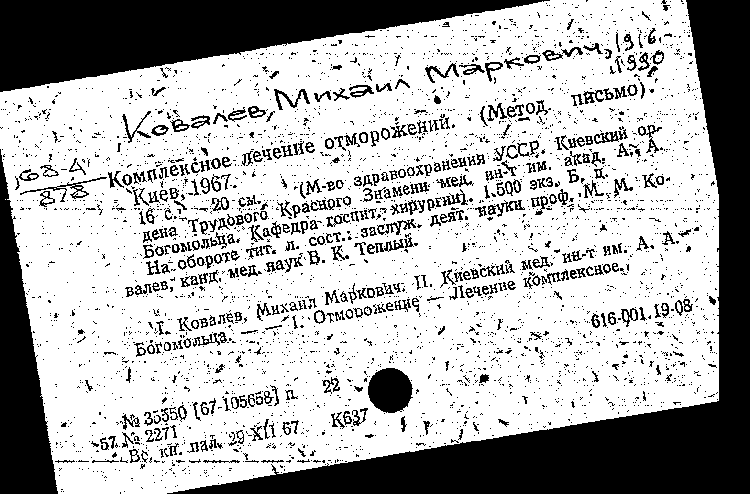 Ковалев, Михаил Маркович, 1916-
1990
68-4
878
Комплексное лечение отморожений. (Метод. письмо).
Киев, 1967.
16 с. 20 см. (М-во здравоохранения УССР. Киевский ор-
дена Трудового Красного Знамени мед. ин-т им. акад. А. А.
Богомольца. Кафедра госпит. хирургии). 1.500 экз. Б. ц.
На обороте тит. л. сост.: заслуж. деят. науки проф. М. М. Ко-
валев, канд. мед. наук В. К. Теплый.
I. Ковалев, Михаил Маркович. II. Киевский мед. ин-т им. А. А.
Богомольца. — — 1. Отморожение — Лечение комплексное.
616-001.19-08
№ 35550 [67-105658] п. 22
57 № 2271
Вс. кн. пал. 29 XII 67 К637